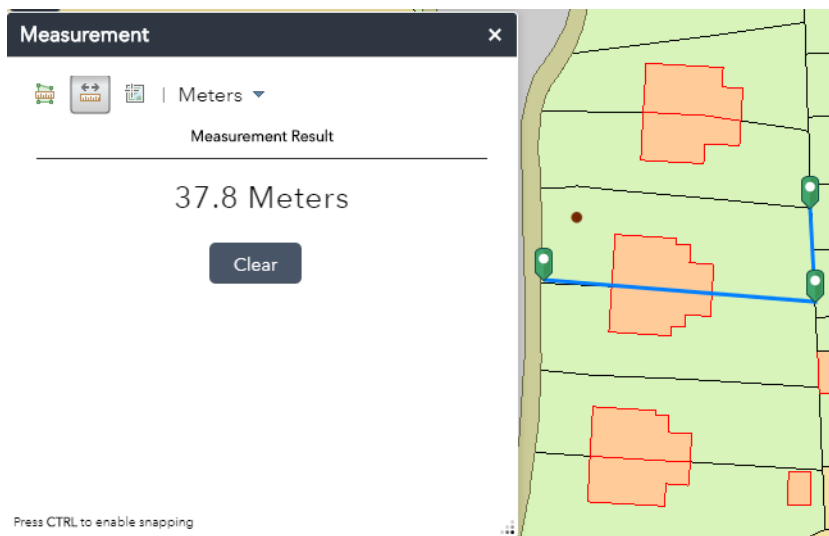 Measurement ×
| Meters
Measurement Result
37.8 Meters
Clear
Press CTRL to enable snapping